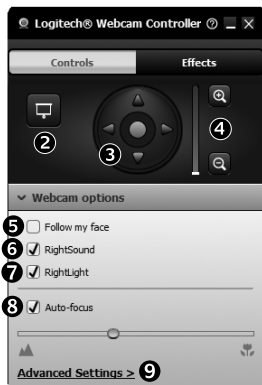 Logitech® Webcam Controller
Controls Effects
2
3
4
Webcam options
5 Follow my face
6 RightSound
7 RightLight
8 Auto-focus
Advanced Settings > 9